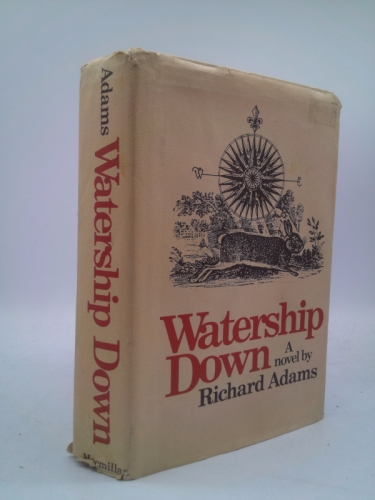 Adams
Watership Down
W
Watership
Down
A
novel by
Richard Adams